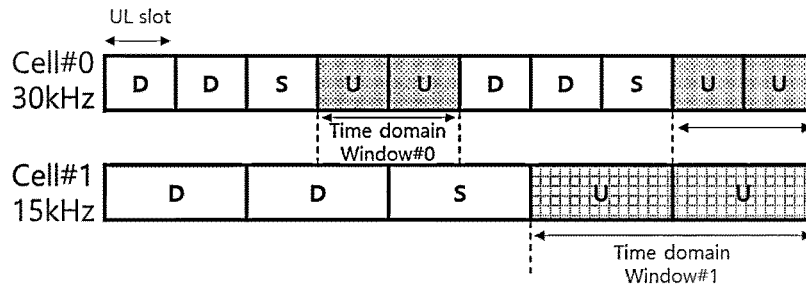 UL slot
Cell#0
30kHz
D D S U U D D S U U
Time domain
Window#0
Cell#1
15kHz
D D S U U
Time domain
Window#1